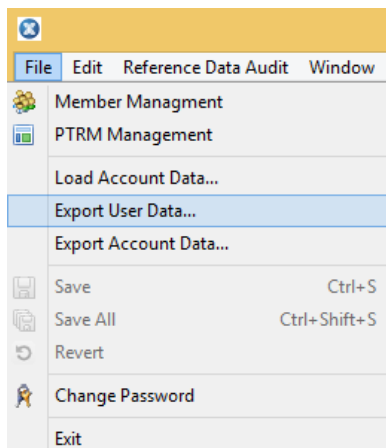 File Edit Reference Data Audit Window
Member Managment
PTRM Management
Load Account Data...
Export User Data...
Export Account Data...
Save Ctrl+S
Save All Ctrl+Shift+S
Revert
Change Password
Exit